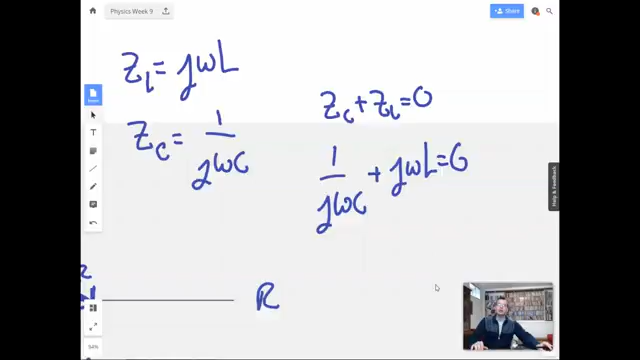 Physics Week 9
Share
Z_L = jωL
Z_C = 1/jωC
Z_C + Z_L = 0
1/jωC + jωL = 0
R
R
54%
Help & Feedback